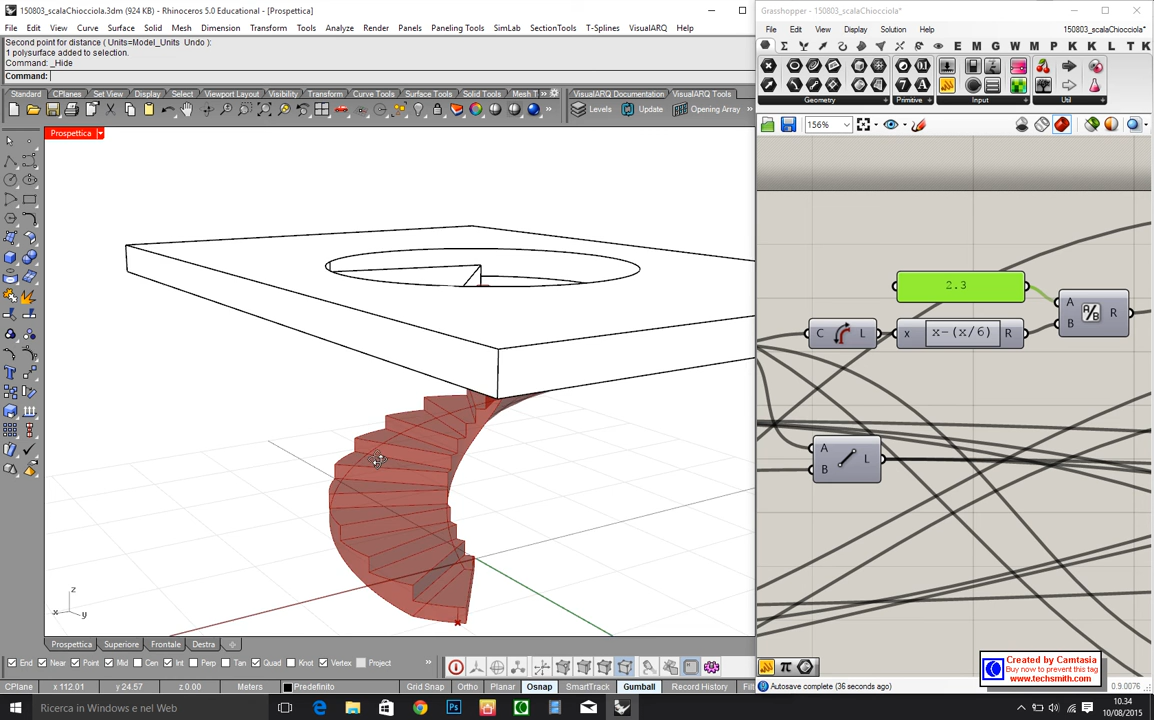 150803_scalaChiocciola.3dm (924 KB) - Rhinoceros 5.0 Educational - [Prospettica]
File Edit View Curve Surface Solid Mesh Dimension Transform Tools Analyze Render Panels Paneling Tools SimLab SectionTools T-Splines VisualARQ Help
Second point for distance ( Units=Model_Units Undo ):
1 polysurface added to selection.
Command: _Hide
Command:
Standard CPlanes Set View Display Select Viewport Layout Visibility Transform Curve Tools Surface Tools Solid Tools Mesh T VisualARQ Documentation VisualARQ Tools
Levels Update Opening Array
Prospettica
z
x y
Prospettica Superiore Frontale Destra
End Near Point Mid Cen Int Perp Tan Quad Knot Vertex Project
CPlane x 112.01 y 24.57 z 0.00 Meters Predefinito Grid Snap Ortho Planar Osnap SmartTrack Gumball Record History Filt
Grasshopper - 150803_scalaChiocciola*
File Edit View Display Solution Help 150803_scalaChiocciola*
E M G W M P K K L T K
Geometry Primitive Input Util
156%
2.3
C L x x-(x/6) R
A
B
A/B
R
A
B
L
Created by Camtasia
Buy now to prevent this tag
www.techsmith.com
Autosave complete (36 seconds ago) 0.9.0076
Ricerca in Windows e nel Web
10.34
10/08/2015